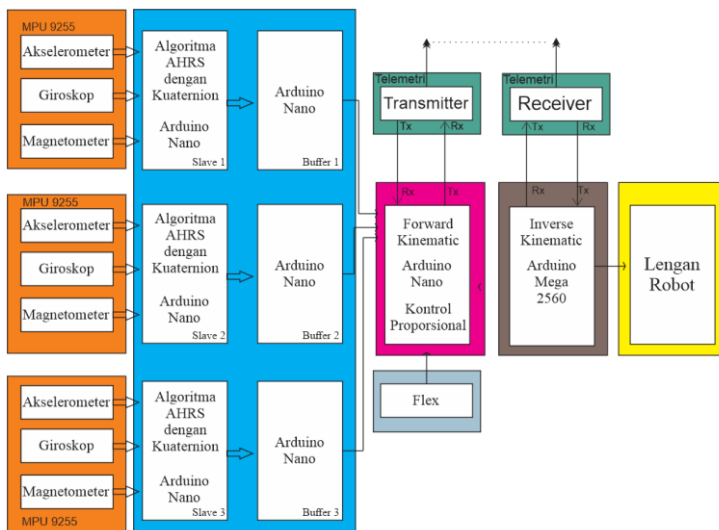 MPU 9255
Akselerometer
Giroskop
Magnetometer
Algoritma
AHRS
dengan
Kuaternion
Arduino
Nano
Slave 1
Arduino
Nano
Buffer 1
MPU 9255
Akselerometer
Giroskop
Magnetometer
Algoritma
AHRS
dengan
Kuaternion
Arduino
Nano
Slave 2
Arduino
Nano
Buffer 2
Akselerometer
Giroskop
Magnetometer
MPU 9255
Algoritma
AHRS
dengan
Kuaternion
Arduino
Nano
Slave 3
Arduino
Nano
Buffer 3
Telemetri
Transmitter
Tx
Rx
Telemetri
Receiver
Tx
Rx
Rx
Tx
Forward
Kinematic
Arduino
Nano
Kontrol
Proporsional
Rx
Tx
Inverse
Kinematic
Arduino
Mega
2560
Lengan
Robot
Flex